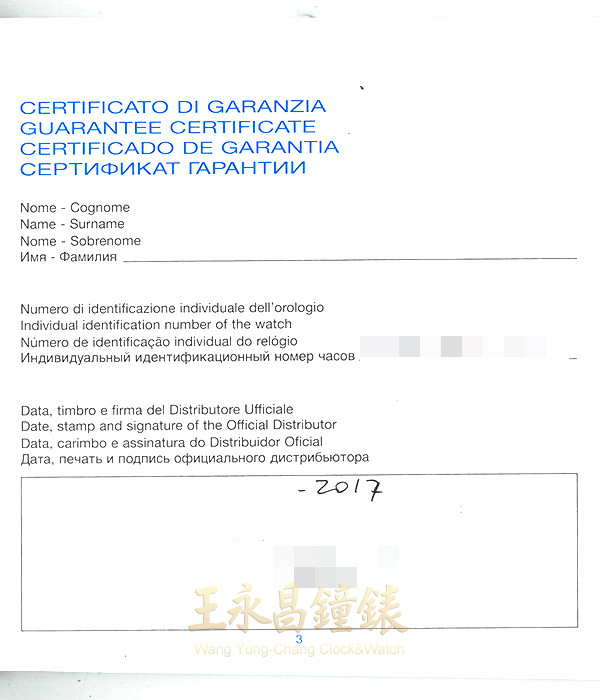 CERTIFICATO DI GARANZIA
GUARANTEE CERTIFICATE
CERTIFICADO DE GARANTIA
СЕРТИФИКАТ ГАРАНТИИ
Nome - Cognome
Name - Surname
Nome - Sobrenome
Имя - Фамилия
Numero di identificazione individuale dell'orologio
Individual identification number of the watch
Número de identificação individual do relógio
Индивидуальный идентификационный номер часов
Data, timbro e firma del Distributore Ufficiale
Date, stamp and signature of the Official Distributor
Data, carimbo e assinatura do Distribuidor Oficial
Дата, печать и подпись официального дистрибьютора
-2017
王永昌鐘錶
3
Wang Yung-Chang Clock&Watch